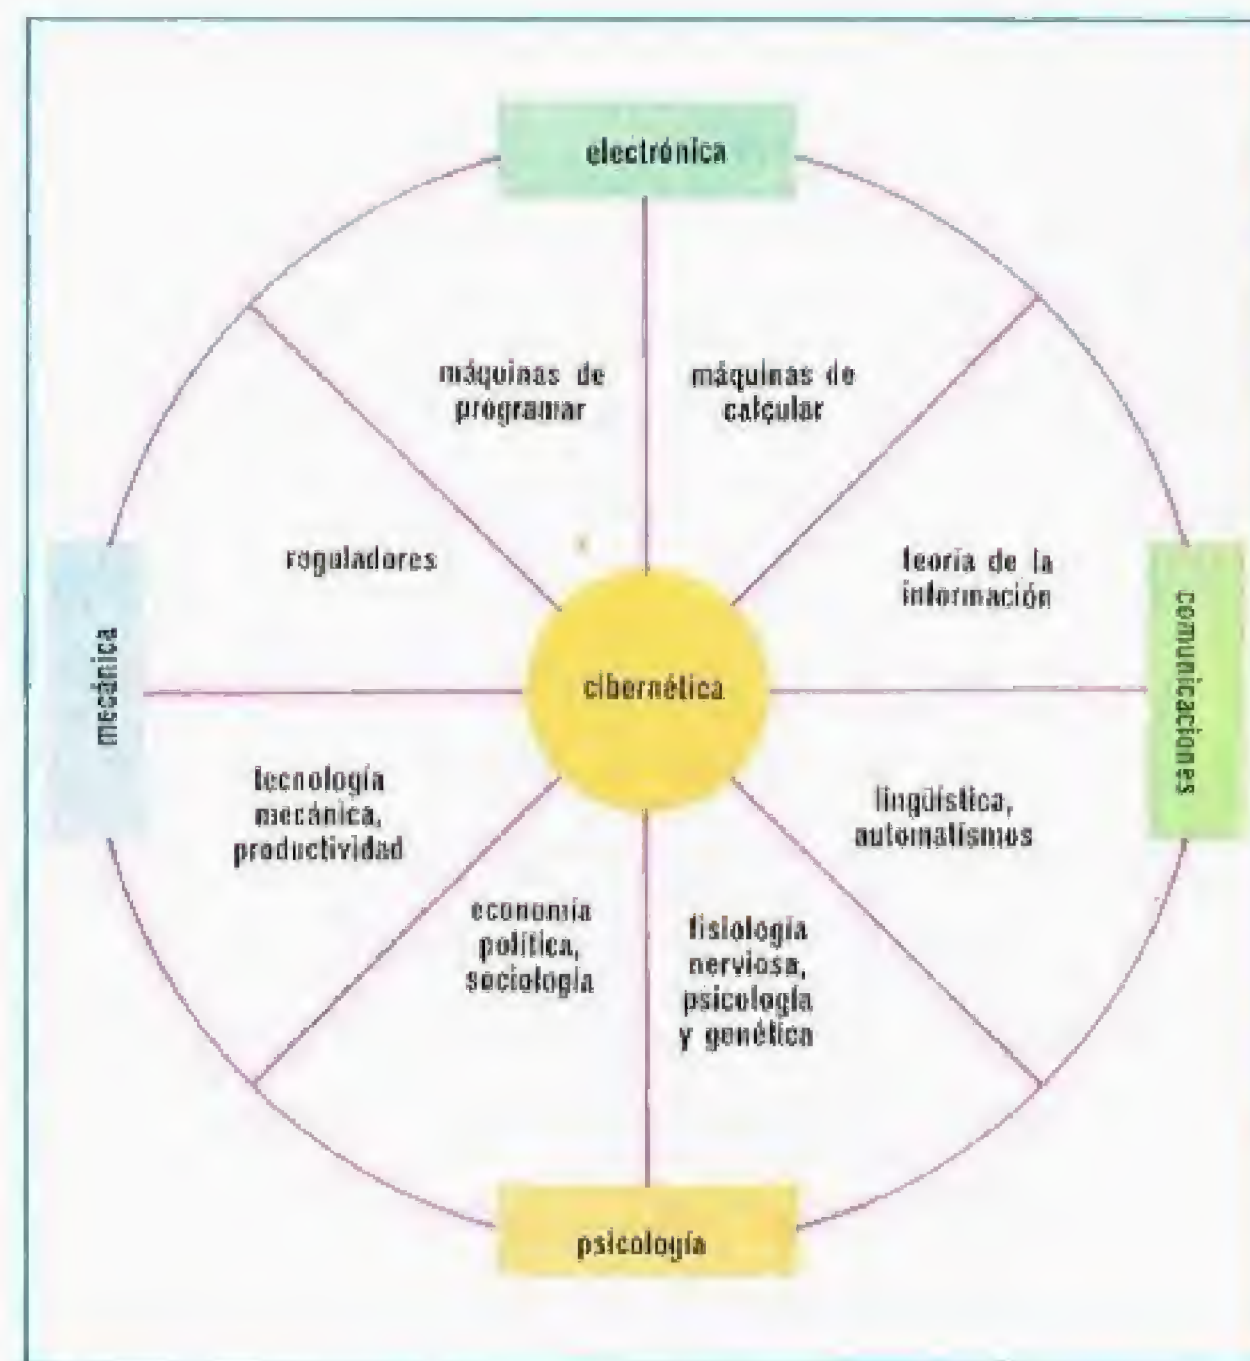 electrónica
máquinas de
programar
máquinas de
calcular
reguladores
teoría de la
información
mecánica
cibernética
comunicaciones
tecnología
mecánica,
productividad
lingüística,
automatismos
economía
política,
sociología
fisiología
nerviosa,
psicología
y genética
psicología